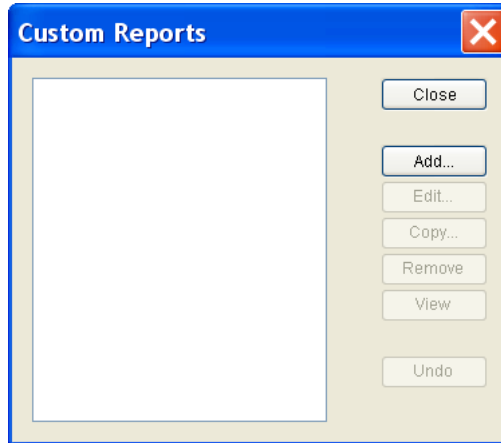 Custom Reports
Close
Add...
Edit...
Copy...
Remove
View
Undo